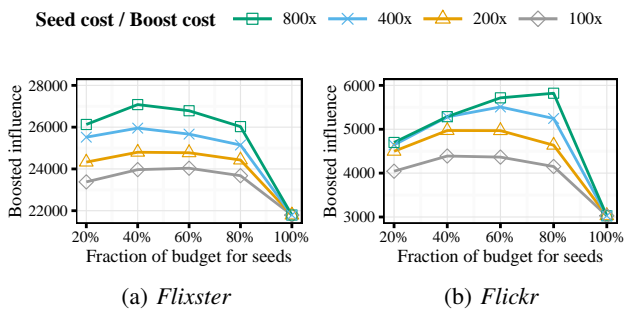 Seed cost / Boost cost 800x 400x 200x 100x
Boosted influence
28000
26000
24000
22000
20% 40% 60% 80% 100%
Fraction of budget for seeds
(a) Flixster
Boosted influence
6000
5000
4000
3000
20% 40% 60% 80% 100%
Fraction of budget for seeds
(b) Flickr